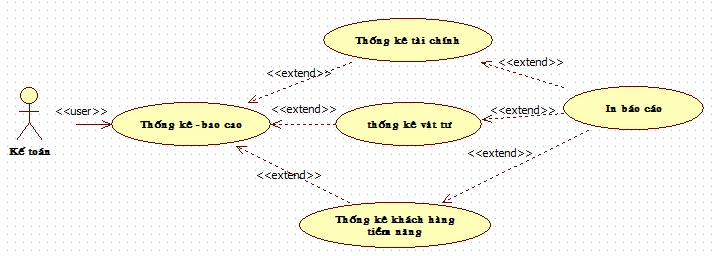 Thống kê tài chính
<<extend>>
<<extend>>
<<user>>
<<extend>>
<<extend>>
In báo cáo
Thống kê - bao cao
thống kê vât tư
Kế toán
<<extend>>
<<extend>>
Thống kê khách hàng
tiềm năng